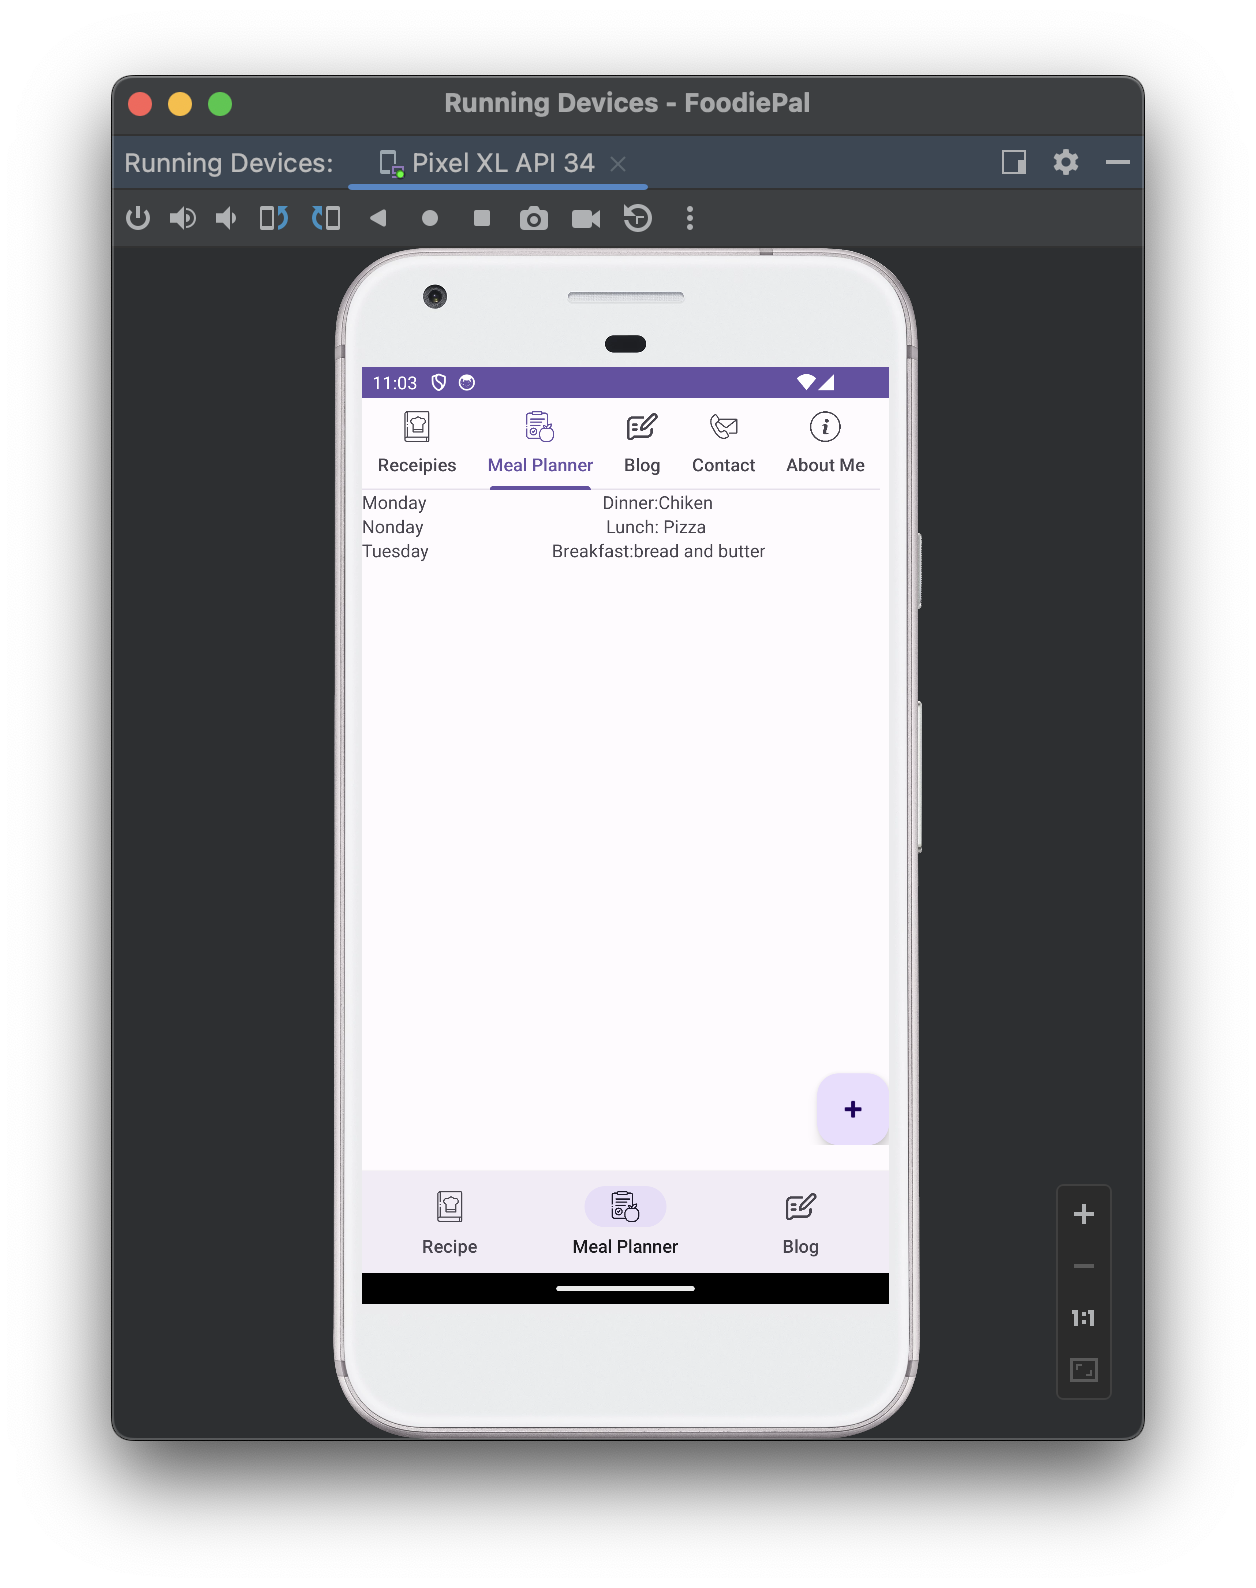 Running Devices - FoodiePal
Running Devices: Pixel XL API 34
11:03
Receipies Meal Planner Blog Contact About Me
Monday Dinner:Chiken
Nonday Lunch: Pizza
Tuesday Breakfast:bread and butter
Recipe Meal Planner Blog
1:1